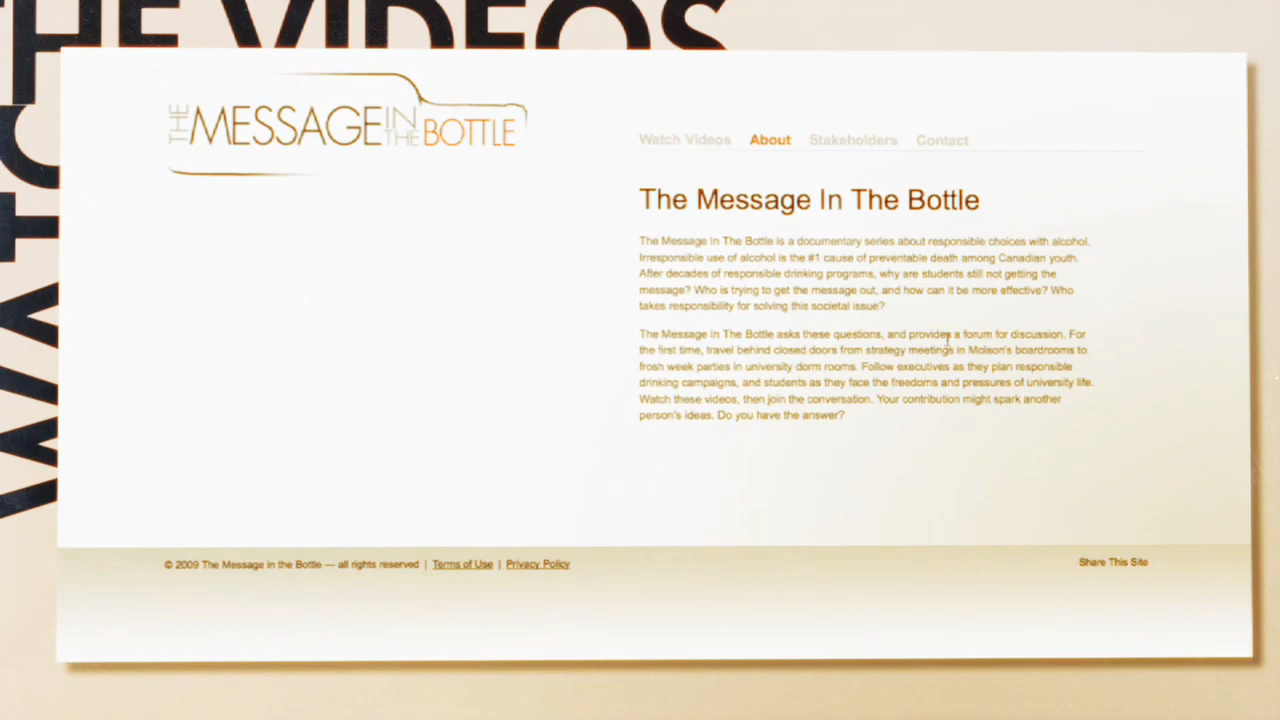 THE VIDEOS
WATC
THE MESSAGE IN THE BOTTLE
Watch Videos About Stakeholders Contact
The Message In The Bottle
The Message In The Bottle is a documentary series about responsible choices with alcohol.
Irresponsible use of alcohol is the #1 cause of preventable death among Canadian youth.
After decades of responsible drinking programs, why are students still not getting the
message? Who is trying to get the message out, and how can it be more effective? Who
takes responsibility for solving this societal issue?
The Message In The Bottle asks these questions, and provides a forum for discussion. For
the first time, travel behind closed doors from strategy meetings in Molson's boardrooms to
frosh week parties in university dorm rooms. Follow executives as they plan responsible
drinking campaigns, and students as they face the freedoms and pressures of university life.
Watch these videos, then join the conversation. Your contribution might spark another
person's ideas. Do you have the answer?
© 2009 The Message in the Bottle — all rights reserved | Terms of Use | Privacy Policy
Share This Site